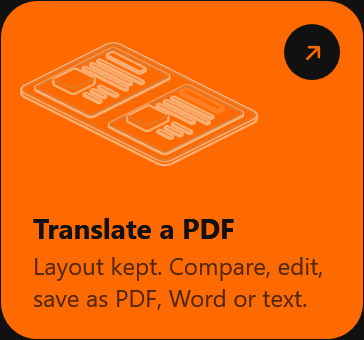 Translate a PDF
Layout kept. Compare, edit,
save as PDF, Word or text.